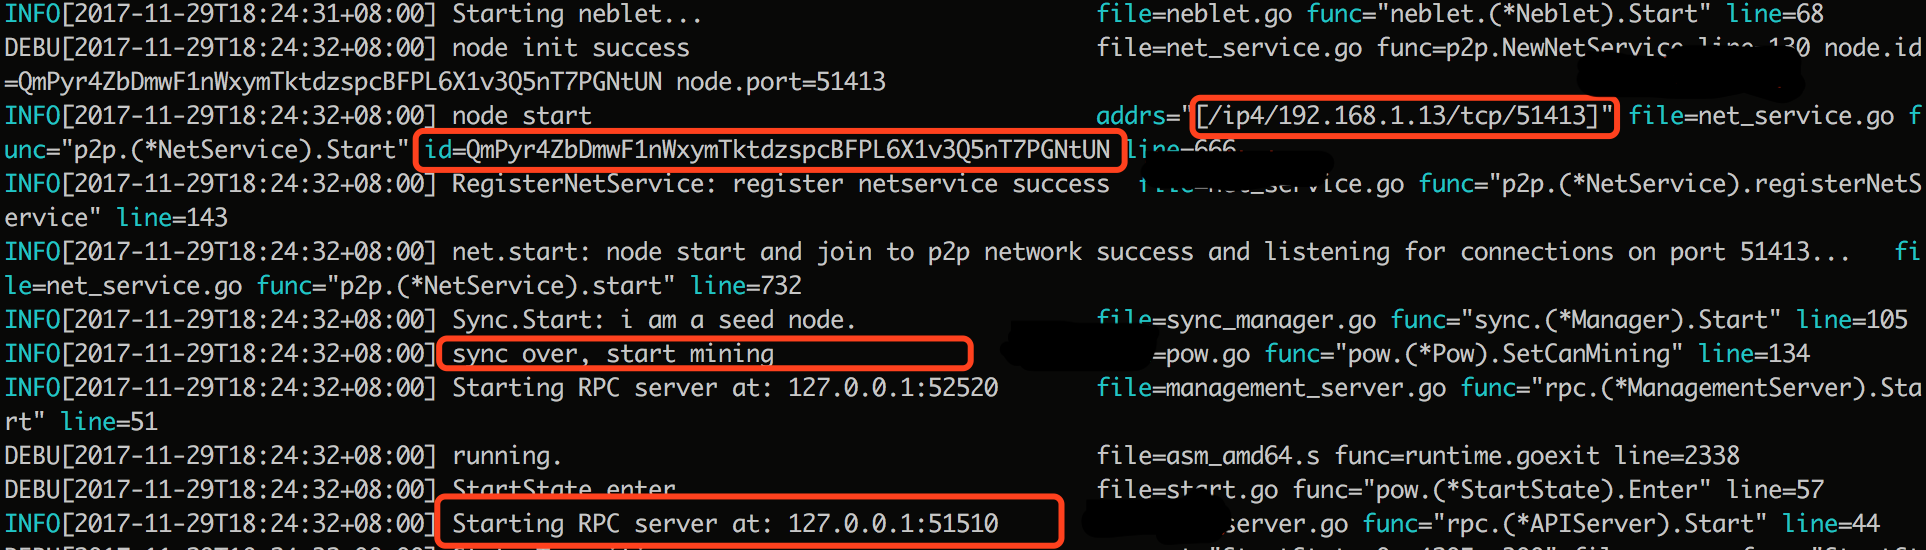 INFO[2017-11-29T18:24:31+08:00] Starting neblet... file=neblet.go func="neblet.(*Neblet).Start" line=68
DEBU[2017-11-29T18:24:32+08:00] node init success file=net_service.go func=p2p.NewNetService line=130 node.id
=QmPyr4ZbDmwF1nWxymTktdzspcBFPL6X1v3Q5nT7PGNtUN node.port=51413
INFO[2017-11-29T18:24:32+08:00] node start addrs="[/ip4/192.168.1.13/tcp/51413]" file=net_service.go f
unc="p2p.(*NetService).Start" id=QmPyr4ZbDmwF1nWxymTktdzspcBFPL6X1v3Q5nT7PGNtUN line=666
INFO[2017-11-29T18:24:32+08:00] RegisterNetService: register netservice success file=net_service.go func="p2p.(*NetService).registerNetS
ervice" line=143
INFO[2017-11-29T18:24:32+08:00] net.start: node start and join to p2p network success and listening for connections on port 51413... fi
le=net_service.go func="p2p.(*NetService).start" line=732
INFO[2017-11-29T18:24:32+08:00] Sync.Start: i am a seed node. file=sync_manager.go func="sync.(*Manager).Start" line=105
INFO[2017-11-29T18:24:32+08:00] sync over, start mining =pow.go func="pow.(*Pow).SetCanMining" line=134
INFO[2017-11-29T18:24:32+08:00] Starting RPC server at: 127.0.0.1:52520 file=management_server.go func="rpc.(*ManagementServer).Sta
rt" line=51
DEBU[2017-11-29T18:24:32+08:00] running. file=asm_amd64.s func=runtime.goexit line=2338
DEBU[2017-11-29T18:24:32+08:00] StartState enter file=start.go func="pow.(*StartState).Enter" line=57
INFO[2017-11-29T18:24:32+08:00] Starting RPC server at: 127.0.0.1:51510 server.go func="rpc.(*APIServer).Start" line=44